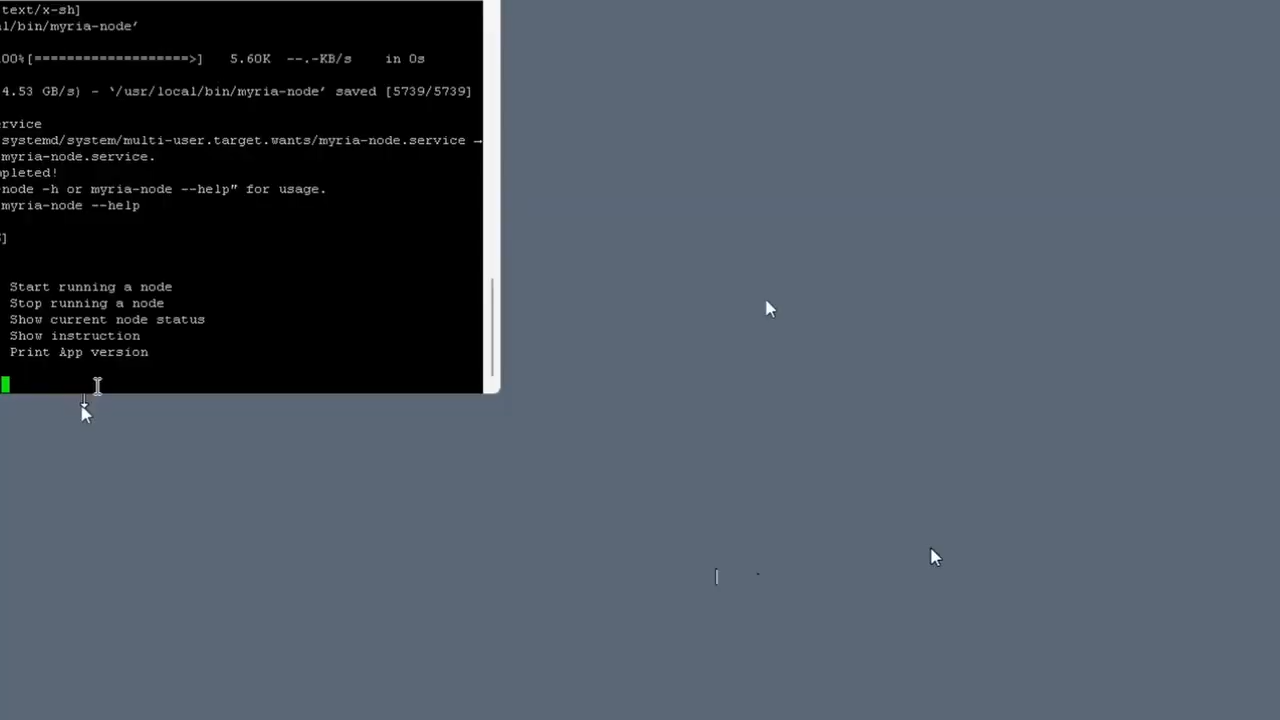 text/x-sh]
l/bin/myria-node’
00%[===================>] 5.60K --.-KB/s in 0s
4.53 GB/s) - ‘/usr/local/bin/myria-node’ saved [5739/5739]
rvice
systemd/system/multi-user.target.wants/myria-node.service →
myria-node.service.
mpleted!
node -h or myria-node --help" for usage.
myria-node --help
]
Start running a node
Stop running a node
Show current node status
Show instruction
Print App version